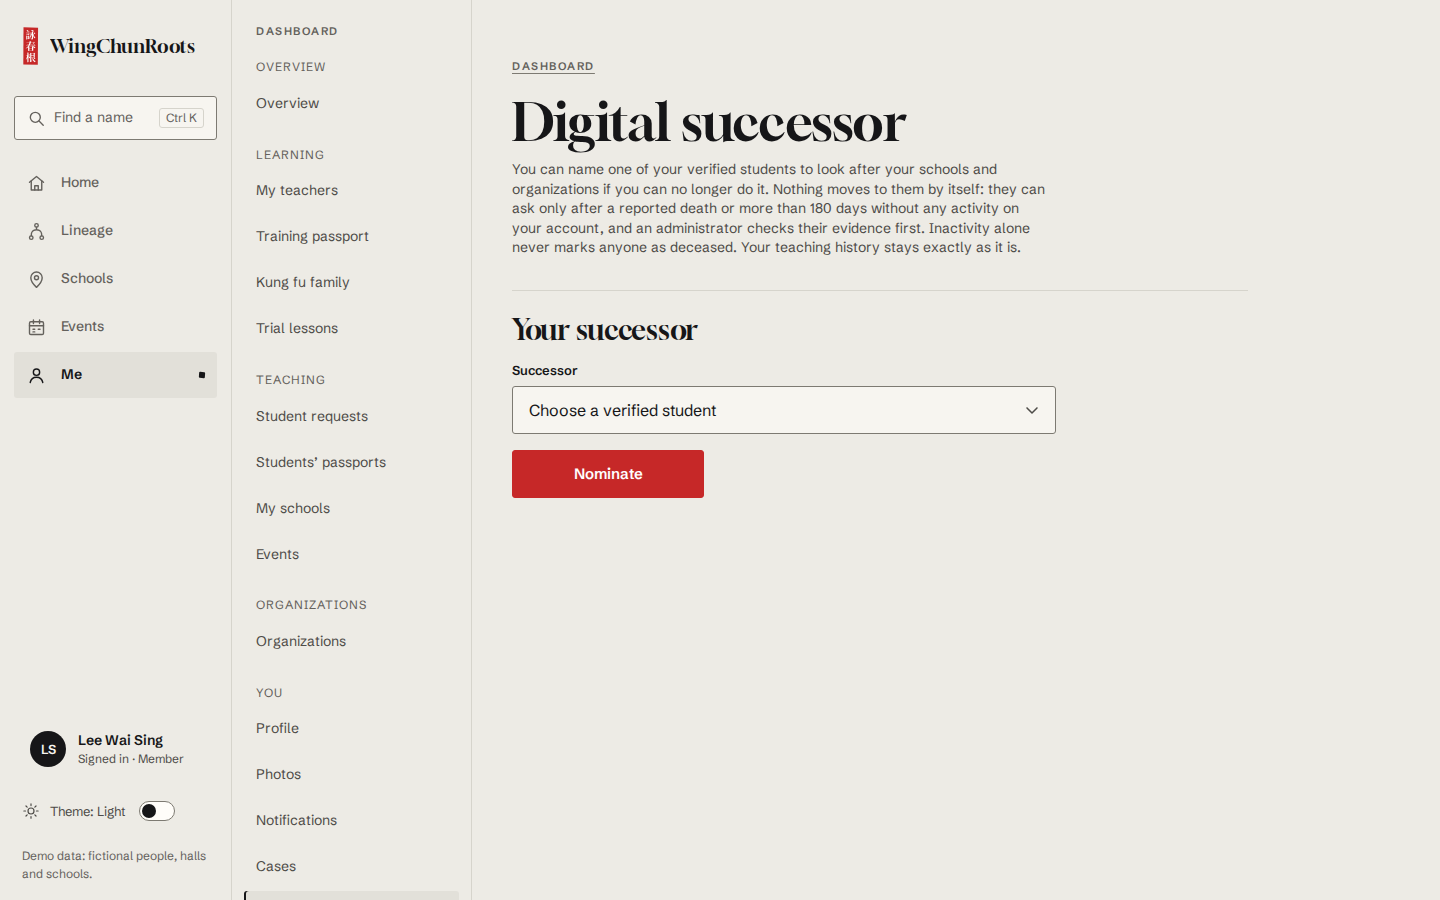 詠春根
WingChunRoots
Find a name
Ctrl K
Home
Lineage
Schools
Events
Me
LS
Lee Wai Sing
Signed in · Member
Theme: Light
Demo data: fictional people, halls
and schools.
DASHBOARD
OVERVIEW
Overview
LEARNING
My teachers
Training passport
Kung fu family
Trial lessons
TEACHING
Student requests
Students’ passports
My schools
Events
ORGANIZATIONS
Organizations
YOU
Profile
Photos
Notifications
Cases
DASHBOARD
Digital successor
You can name one of your verified students to look after your schools and
organizations if you can no longer do it. Nothing moves to them by itself: they can
ask only after a reported death or more than 180 days without any activity on
your account, and an administrator checks their evidence first. Inactivity alone
never marks anyone as deceased. Your teaching history stays exactly as it is.
Your successor
Successor
Choose a verified student
Nominate